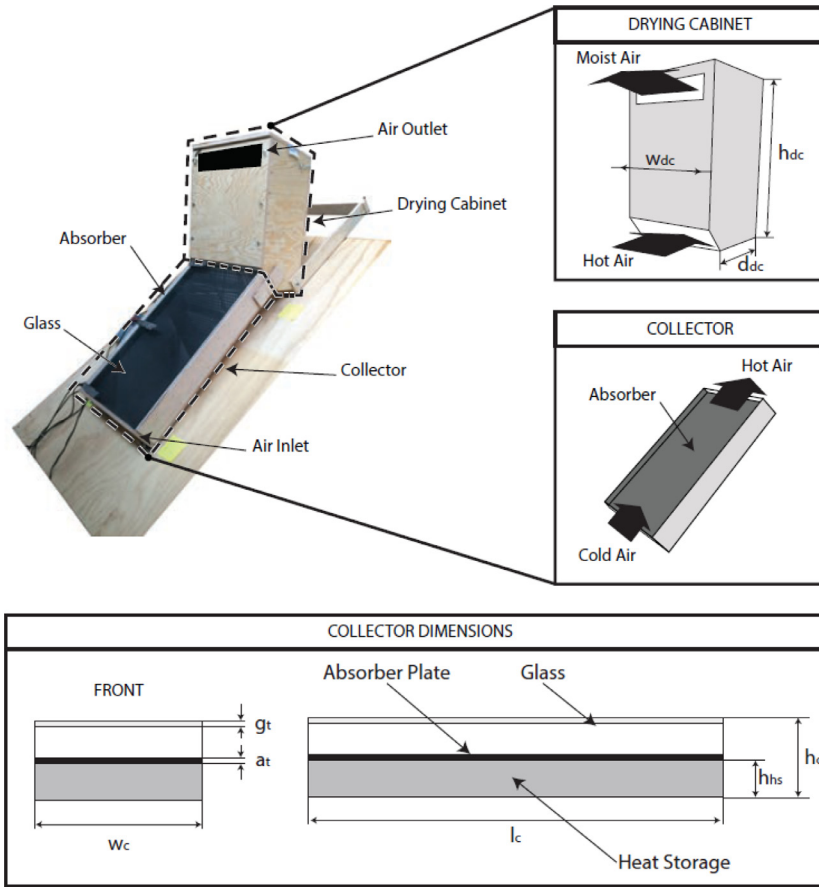 DRYING CABINET
Moist Air
wdc
hdc
Hot Air
ddc
Air Outlet
Drying Cabinet
Absorber
Glass
Collector
Air Inlet
COLLECTOR
Hot Air
Absorber
Cold Air
COLLECTOR DIMENSIONS
FRONT
Absorber Plate
Glass
gt
at
hhs
wc
lc
Heat Storage